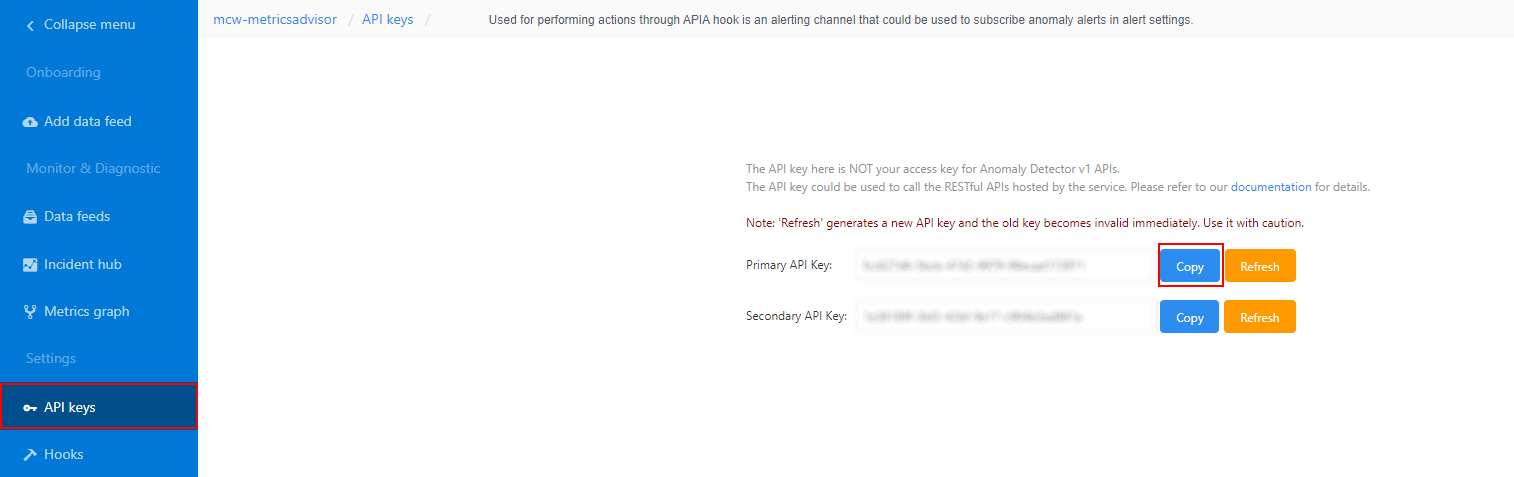 Collapse menu
mcw-metricsadvisor / API keys / Used for performing actions through APIA hook is an alerting channel that could be used to subscribe anomaly alerts in alert settings.
Onboarding
Add data feed
Monitor & Diagnostic
Data feeds
Incident hub
Metrics graph
Settings
API keys
Hooks
The API key here is NOT your access key for Anomaly Detector v1 APIs.
The API key could be used to call the RESTful APIs hosted by the service. Please refer to our documentation for details.
Note: 'Refresh' generates a new API key and the old key becomes invalid immediately. Use it with caution.
Primary API Key: Copy Refresh
Secondary API Key: Copy Refresh